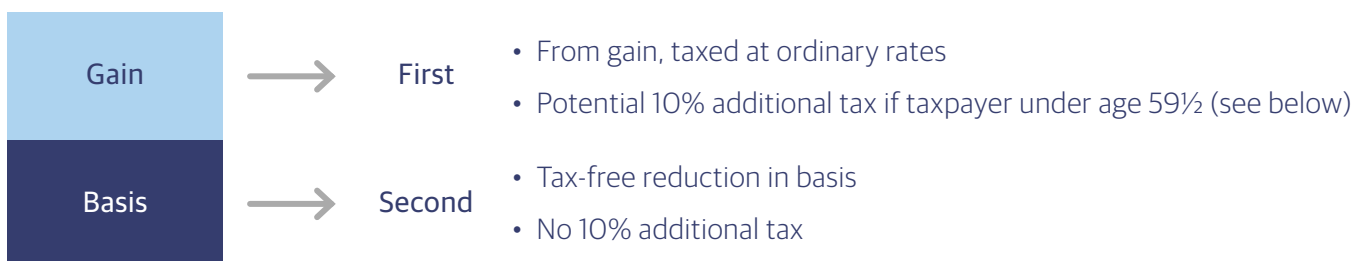 Gain
First
• From gain, taxed at ordinary rates
• Potential 10% additional tax if taxpayer under age 59½ (see below)
Basis
Second
• Tax-free reduction in basis
• No 10% additional tax